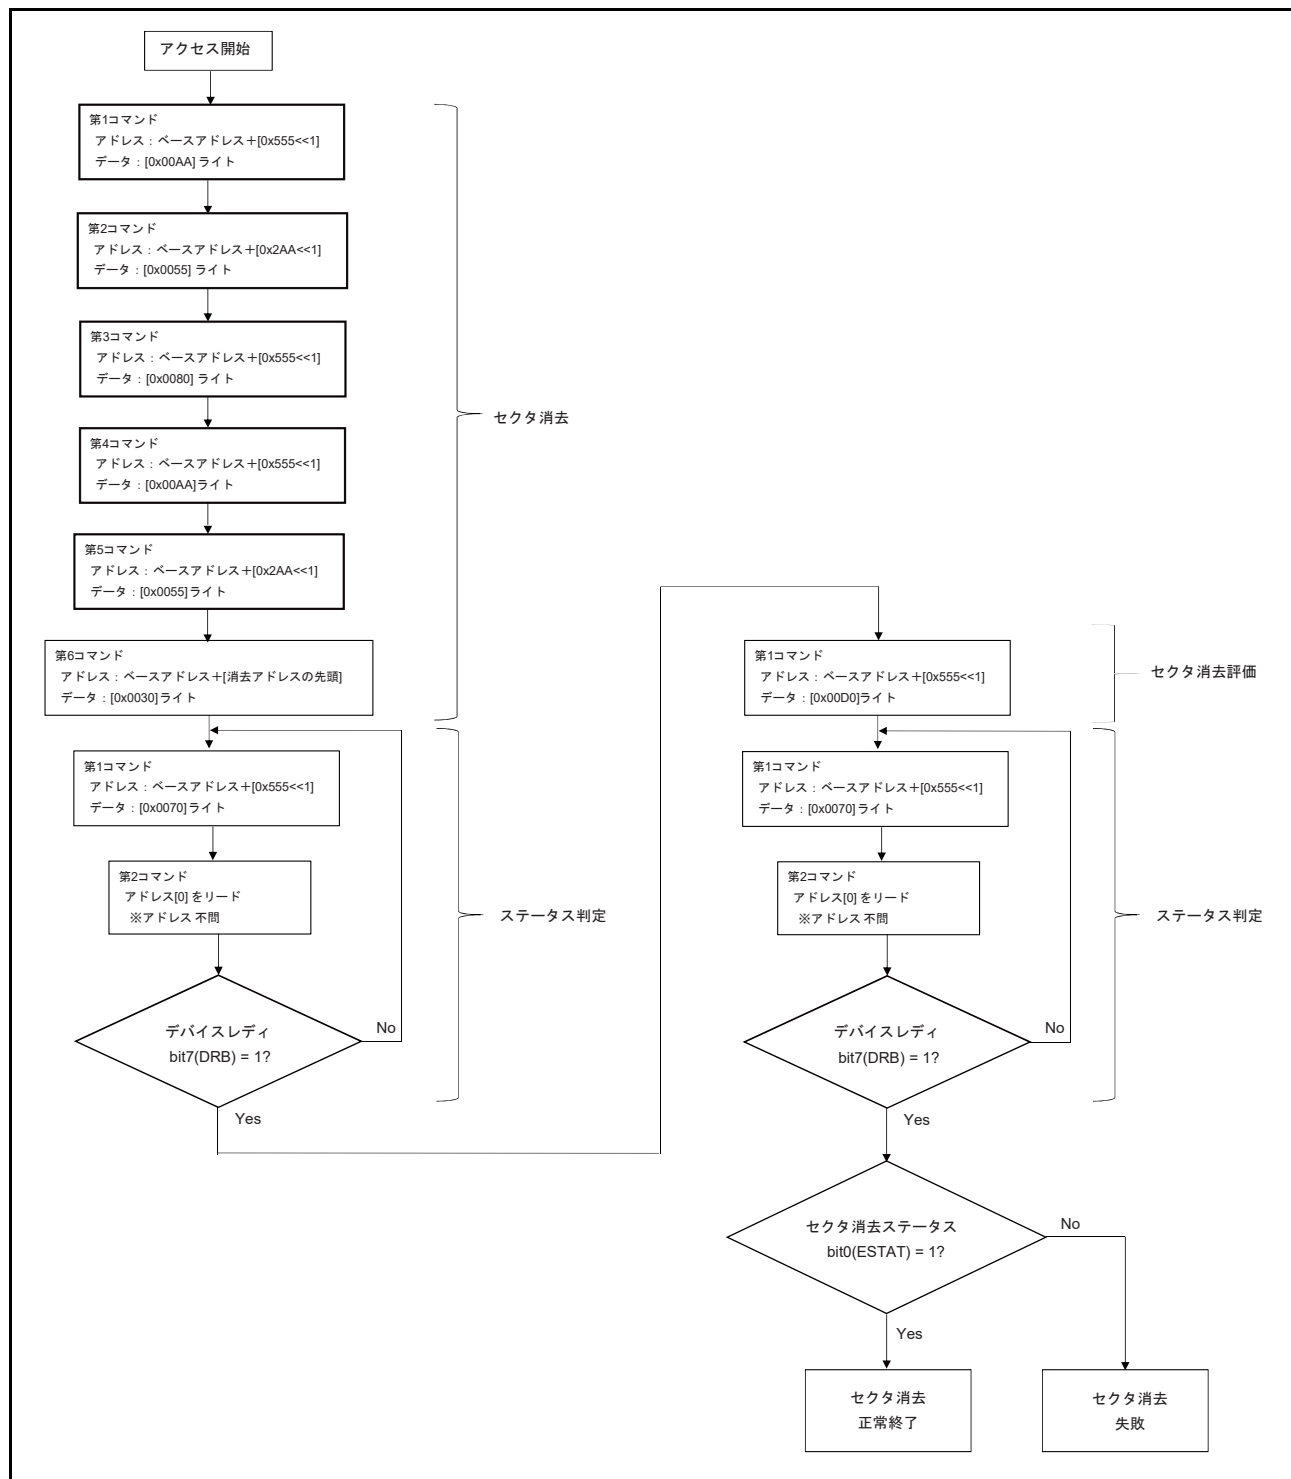 アクセス開始
第1コマンド
アドレス：ベースアドレス＋[0x555<<1]
データ：[0x00AA] ライト
第2コマンド
アドレス：ベースアドレス＋[0x2AA<<1]
データ：[0x0055] ライト
第3コマンド
アドレス：ベースアドレス＋[0x555<<1]
データ：[0x0080] ライト
第4コマンド
アドレス：ベースアドレス＋[0x555<<1]
データ：[0x00AA]ライト
第5コマンド
アドレス：ベースアドレス＋[0x2AA<<1]
データ：[0x0055]ライト
第6コマンド
アドレス：ベースアドレス＋[消去アドレスの先頭]
データ：[0x0030]ライト
セクタ消去
第1コマンド
アドレス：ベースアドレス＋[0x555<<1]
データ：[0x0070]ライト
第2コマンド
アドレス[0] をリード
※アドレス 不問
デバイスレディ
bit7(DRB) = 1?
No
Yes
ステータス判定
第1コマンド
アドレス：ベースアドレス＋[0x555<<1]
データ：[0x00D0]ライト
セクタ消去評価
第1コマンド
アドレス：ベースアドレス＋[0x555<<1]
データ：[0x0070]ライト
第2コマンド
アドレス[0] をリード
※アドレス 不問
デバイスレディ
bit7(DRB) = 1?
No
Yes
ステータス判定
セクタ消去ステータス
bit0(ESTAT) = 1?
No
Yes
セクタ消去
正常終了
セクタ消去
失敗